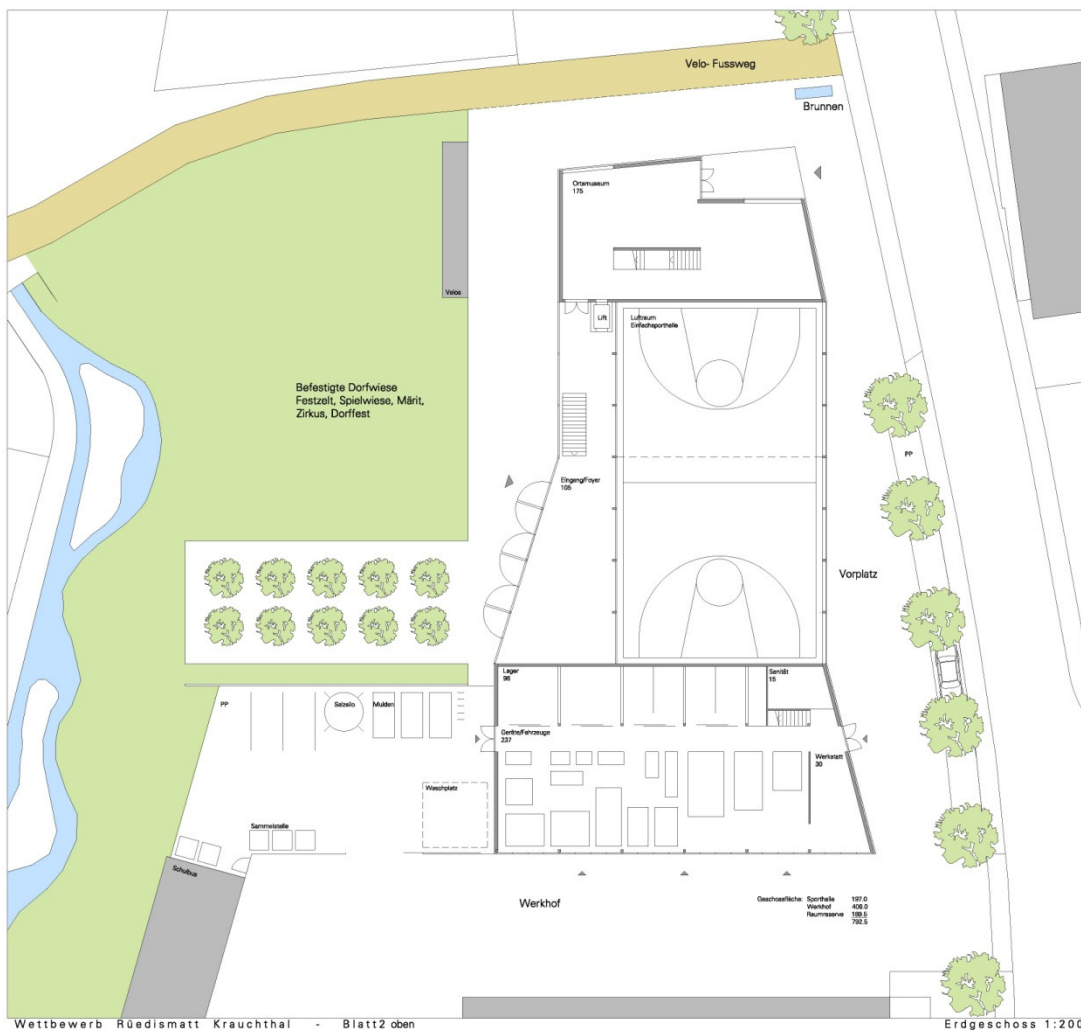 Velo- Fussweg
Brunnen
Ortsmuseum
175
Velos
Lift
Luftraum
Einfachsporthalle
Befestigte Dorfwiese
Festzelt, Spielwiese, Märit,
Zirkus, Dorffest
PP
Eingang/Foyer
105
Vorplatz
Lager
96
Sanität
15
PP
Salzsilo
Mulden
Geräte/Fahrzeuge
237
Werkstatt
30
Waschplatz
Sammelstelle
Schulbus
Werkhof
Geschossfläche: Sporthalle 197.0
Werkhof 406.0
Raumreserve 189.5
792.5
Wettbewerb Rüedismatt Krauchthal - Blatt2 oben
Erdgeschoss 1:200